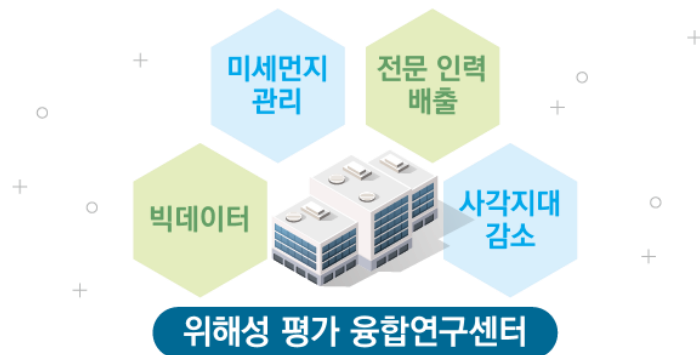 미세먼지
관리
전문 인력
배출
빅데이터
사각지대
감소
위해성 평가 융합연구센터